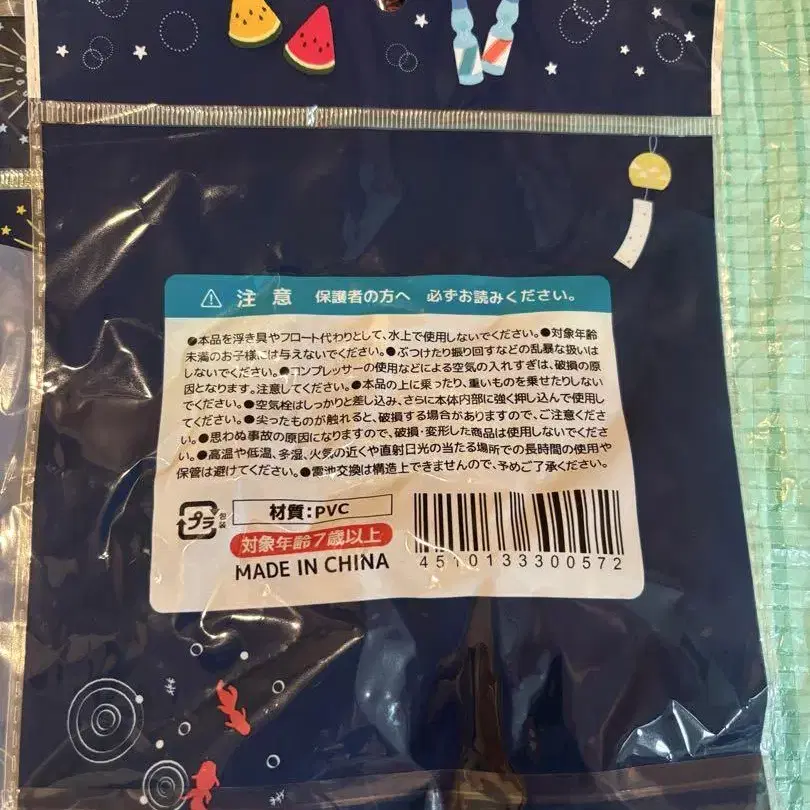 ⚠ 注意 保護者の方へ 必ずお読みください。
●本品を浮き具やフロート代わりとして、水上で使用しないでください。●対象年齢
未満のお子様には与えないでください。●ぶつけたり振り回すなどの乱暴な扱いは
しないでください。●コンプレッサーの使用などによる空気の入れすぎは、破損の原
因となります。注意してください。●本品の上に乗ったり、重いものを乗せたりしない
でください。●空気栓はしっかりと差し込み、さらに本体内部に強く押し込んで使用し
てください。●尖ったものが触れると、破損する場合がありますので、ご注意くださ
い。●思わぬ事故の原因になりますので、破損・変形した商品は使用しないでくださ
い。●高温や低温、多湿、火気の近くや直射日光の当たる場所での長時間の使用や
保管は避けてください。●電池交換は構造上できませんので、予めご了承ください。
プラ 包装
材質:PVC
対象年齢7歳以上
MADE IN CHINA
4510133300572